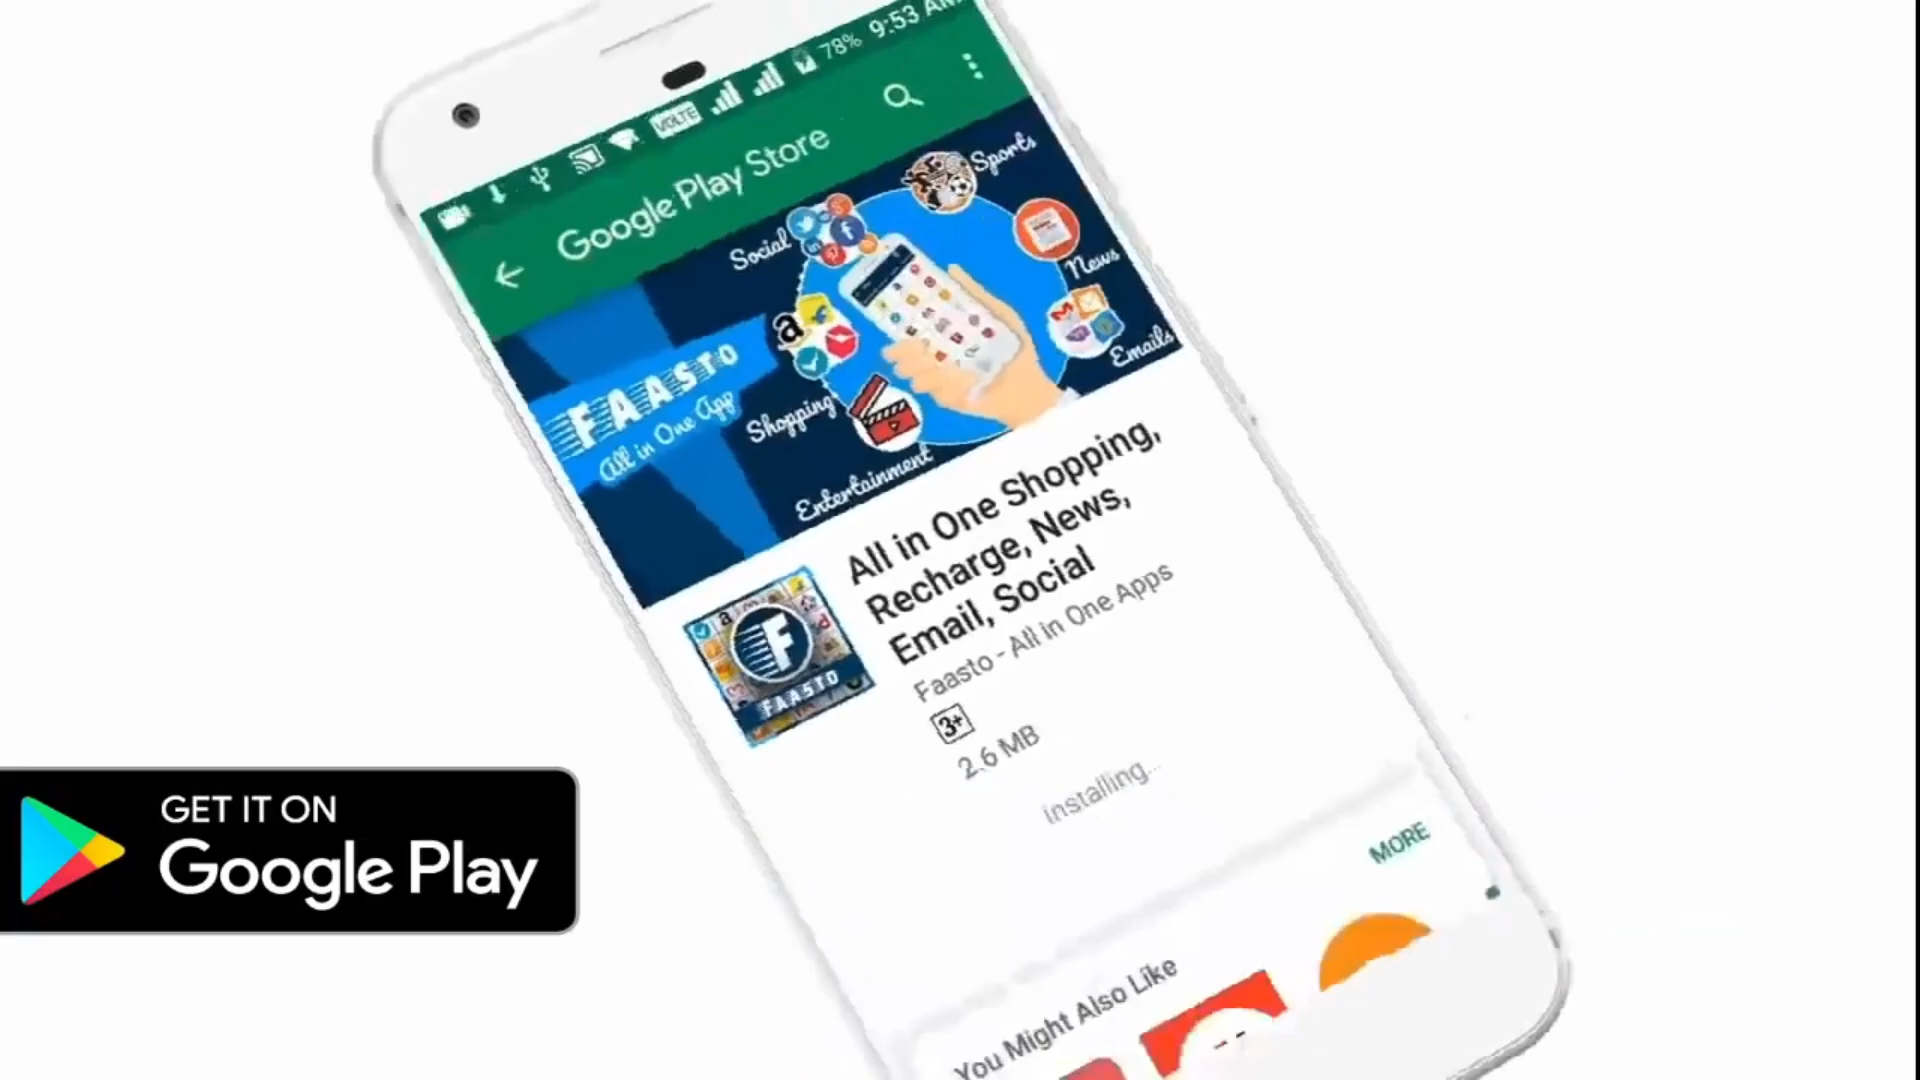 VOLTE 78% 9:53 AM
Google Play Store
Sports
Social
News
Emails
FAASTO
All in One App
Shopping
Entertainment
All in One Shopping,
Recharge, News,
Email, Social
Faasto - All in One Apps
3+
2.6 MB
Installing...
FAASTO
MORE
You Might Also Like
GET IT ON
Google Play